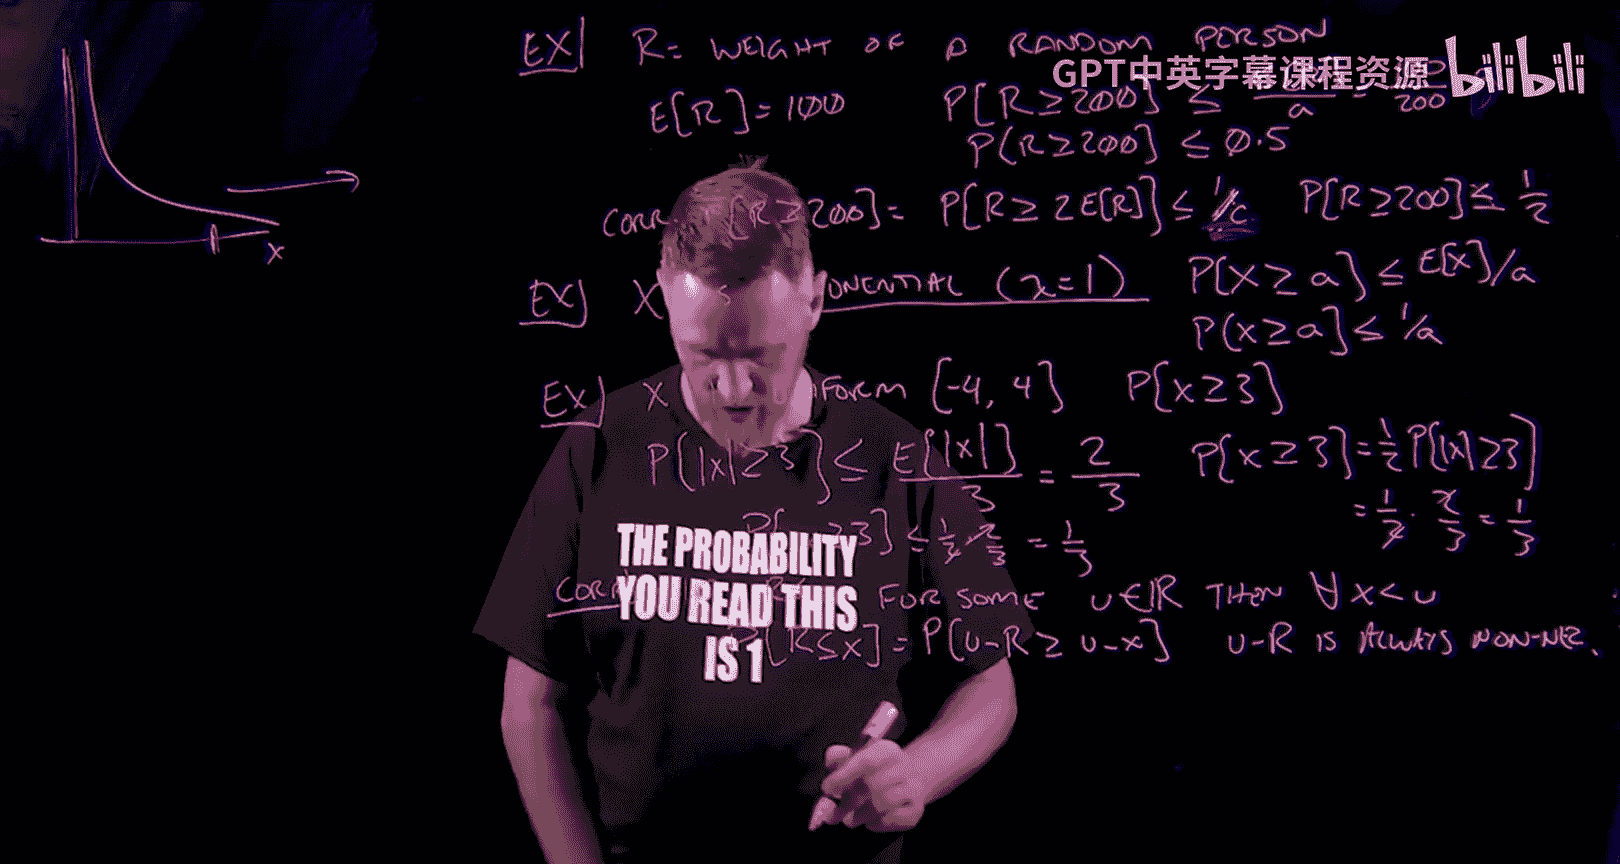 EX R= WEIGHT OF A RANDOM PERSON
GPT中英字幕课程资源 bilibili
E[R]=100 P[R≥200] ≤ a 200
P(R≥200] ≤ 0.5
CORR [R≥200]= P[R≥ 2E[R]] ≤ 1/c P[R≥200] ≤ 1/2
EX X ONENTIAL (λ=1) P[X≥a] ≤ E[X]/a
P(X≥a] ≤ 1/a
EX X FORM [-4, 4] P[X≥3]
P[|X|≥3] ≤ E[|X|]/3 = 2/3 P[X≥3]= 1/2 P[|X|≥3]
= 1/2 · 2/3 = 1/3
3] ≤ 1/2 · 2/3 = 1/3
CORR FOR SOME U∈ℝ THEN ∀ X<U
[R≤X] = P[U-R ≥ U-X] U-R IS ALWAYS NON-NEG.
X
THE PROBABILITY
YOU READ THIS
IS 1